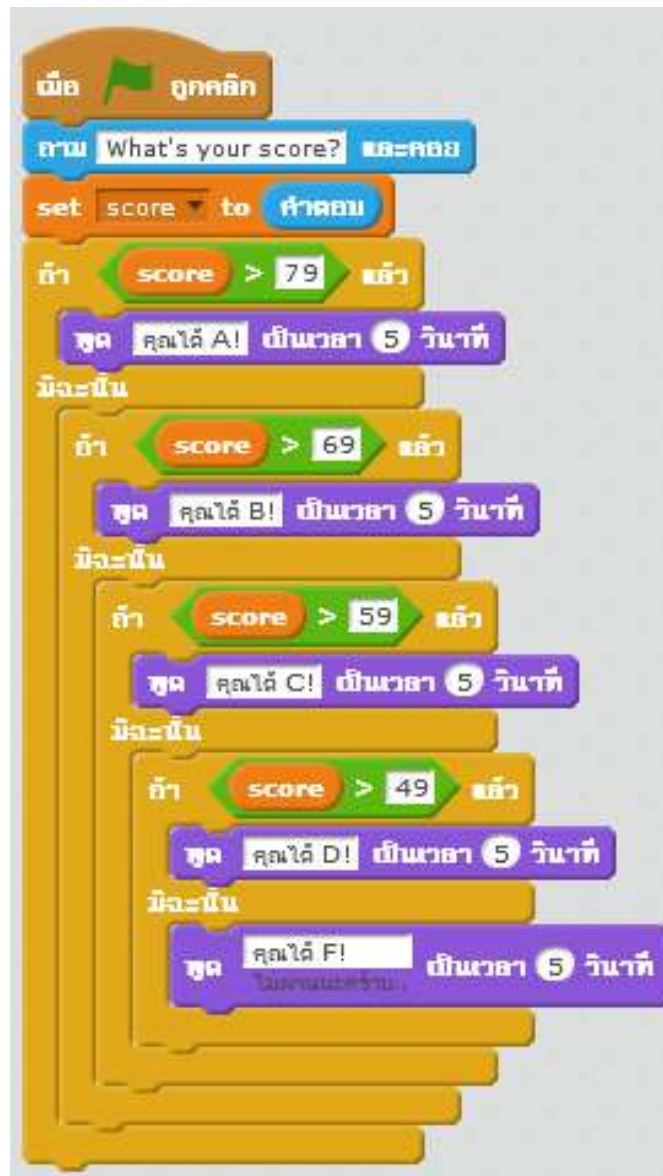 เมื่อ ถูกคลิก
ถาม What's your score? และคอย
set score to คำตอบ
ถ้า score > 79 แล้ว
พูด คุณได้ A! เป็นเวลา 5 วินาที
มิฉะนั้น
ถ้า score > 69 แล้ว
พูด คุณได้ B! เป็นเวลา 5 วินาที
มิฉะนั้น
ถ้า score > 59 แล้ว
พูด คุณได้ C! เป็นเวลา 5 วินาที
มิฉะนั้น
ถ้า score > 49 แล้ว
พูด คุณได้ D! เป็นเวลา 5 วินาที
มิฉะนั้น
พูด คุณได้ F! เป็นเวลา 5 วินาที